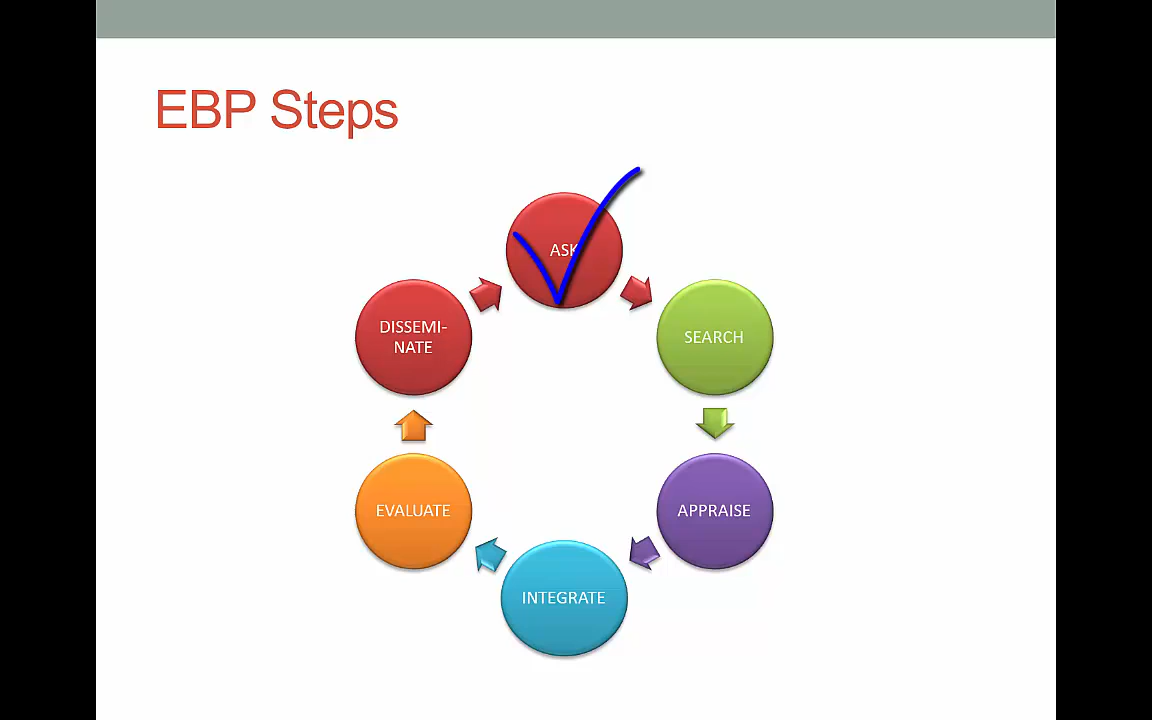 EBP Steps
ASK
SEARCH
APPRAISE
INTEGRATE
EVALUATE
DISSEMI-
NATE